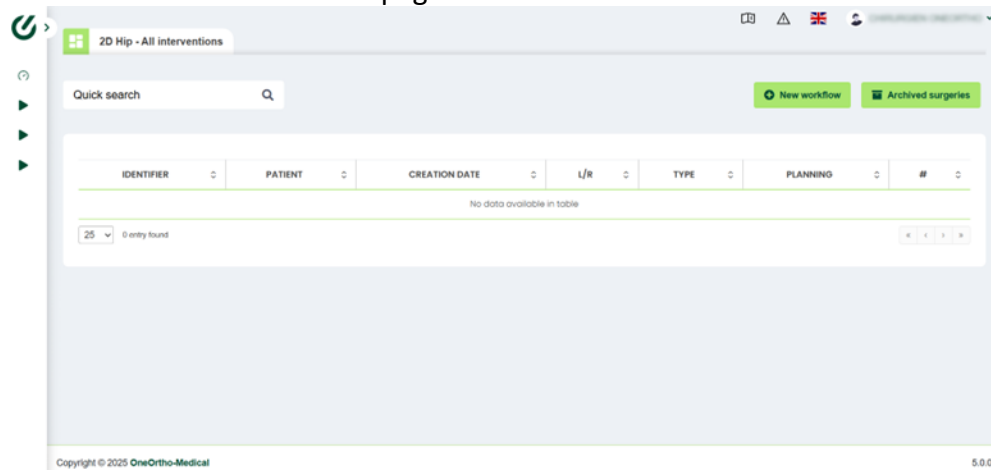 2D Hip - All interventions
Quick search
New workflow
Archived surgeries
IDENTIFIER PATIENT CREATION DATE L/R TYPE PLANNING #
No data available in table
25 0 entry found
« ‹ › »
Copyright © 2025 OneOrtho-Medical
5.0.0